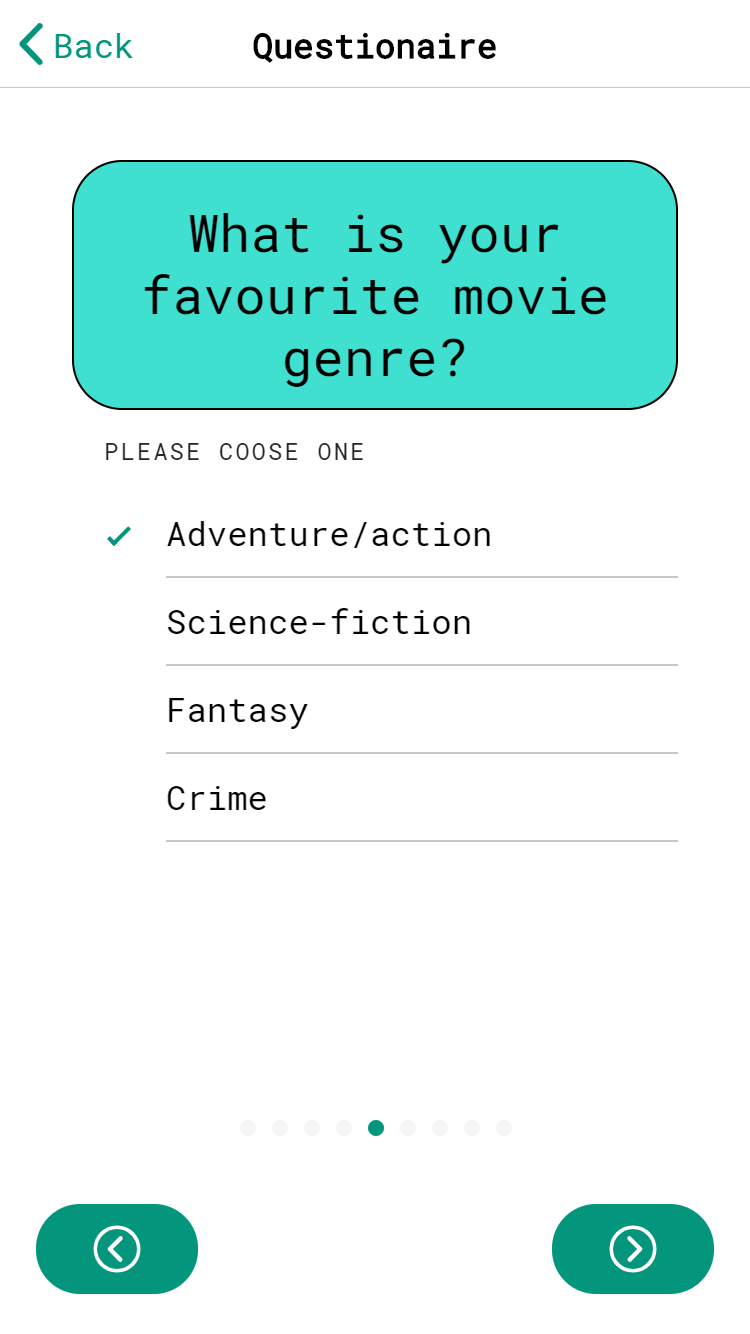 Back
Questionaire
What is your
favourite movie
genre?
PLEASE COOSE ONE
Adventure/action
Science-fiction
Fantasy
Crime